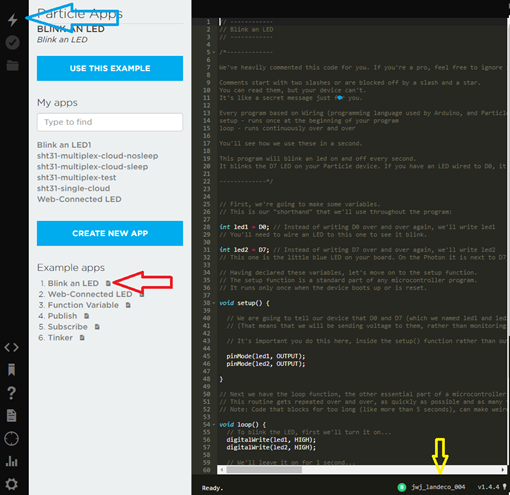 Particle Apps
BLINK AN LED
Blink an LED
USE THIS EXAMPLE
My apps
Type to find
Blink an LED1
sht31-multiplex-cloud-nosleep
sht31-multiplex-cloud-sleep
sht31-multiplex-test
sht31-single-cloud
Web-Connected LED
CREATE NEW APP
Example apps
1. Blink an LED
2. Web-Connected LED
3. Function Variable
4. Publish
5. Subscribe
6. Tinker
1 // ------------
2 // Blink an LED
3 // ------------
4
5 /*-------------
6
7 We've heavily commented this code for you. If you're a pro, feel free to ignore
8
9 Comments start with two slashes or are blocked off by a slash and a star.
10 You can read them, but your device can't.
11 It's like a secret message just for you.
12
13 Every program based on Wiring (programming language used by Arduino, and Partic
14 setup - runs once at the beginning of your program
15 loop - runs continuously over and over
16
17 You'll see how we use these in a second.
18
19 This program will blink an led on and off every second.
20 It blinks the D7 LED on your Particle device. If you have an LED wired to D0, it
21
22 -------------*/
23
24
25 // First, we're going to make some variables.
26 // This is our "shorthand" that we'll use throughout the program:
27
28 int led1 = D0; // Instead of writing D0 over and over again, we'll write led1
29 // You'll need to wire an LED to this one to see it blink.
30
31 int led2 = D7; // Instead of writing D7 over and over again, we'll write led2
32 // This one is the little blue LED on your board. On the Photon it is next to D7
33
34 // Having declared these variables, let's move on to the setup function.
35 // The setup function is a standard part of any microcontroller program.
36 // It runs only once when the device boots up or is reset.
37
38 void setup() {
39
40 // We are going to tell our device that D0 and D7 (which we named led1 and led2
41 // (That means that we will be sending voltage to them, rather than monitoring
42
43 // It's important you do this here, inside the setup() function rather than out
44
45 pinMode(led1, OUTPUT);
46 pinMode(led2, OUTPUT);
47
48 }
49
50 // Next we have the loop function, the other essential part of a microcontroller
51 // This routine gets repeated over and over, as quickly as possible and as many
52 // Note: Code that blocks for too long (like more than 5 seconds), can make weir
53
54 void loop() {
55 // To blink the LED, first we'll turn it on...
56 digitalWrite(led1, HIGH);
57 digitalWrite(led2, HIGH);
58
59 // We'll leave it on for 1 second...
60
Ready.
jwj_landeco_004
v1.4.4